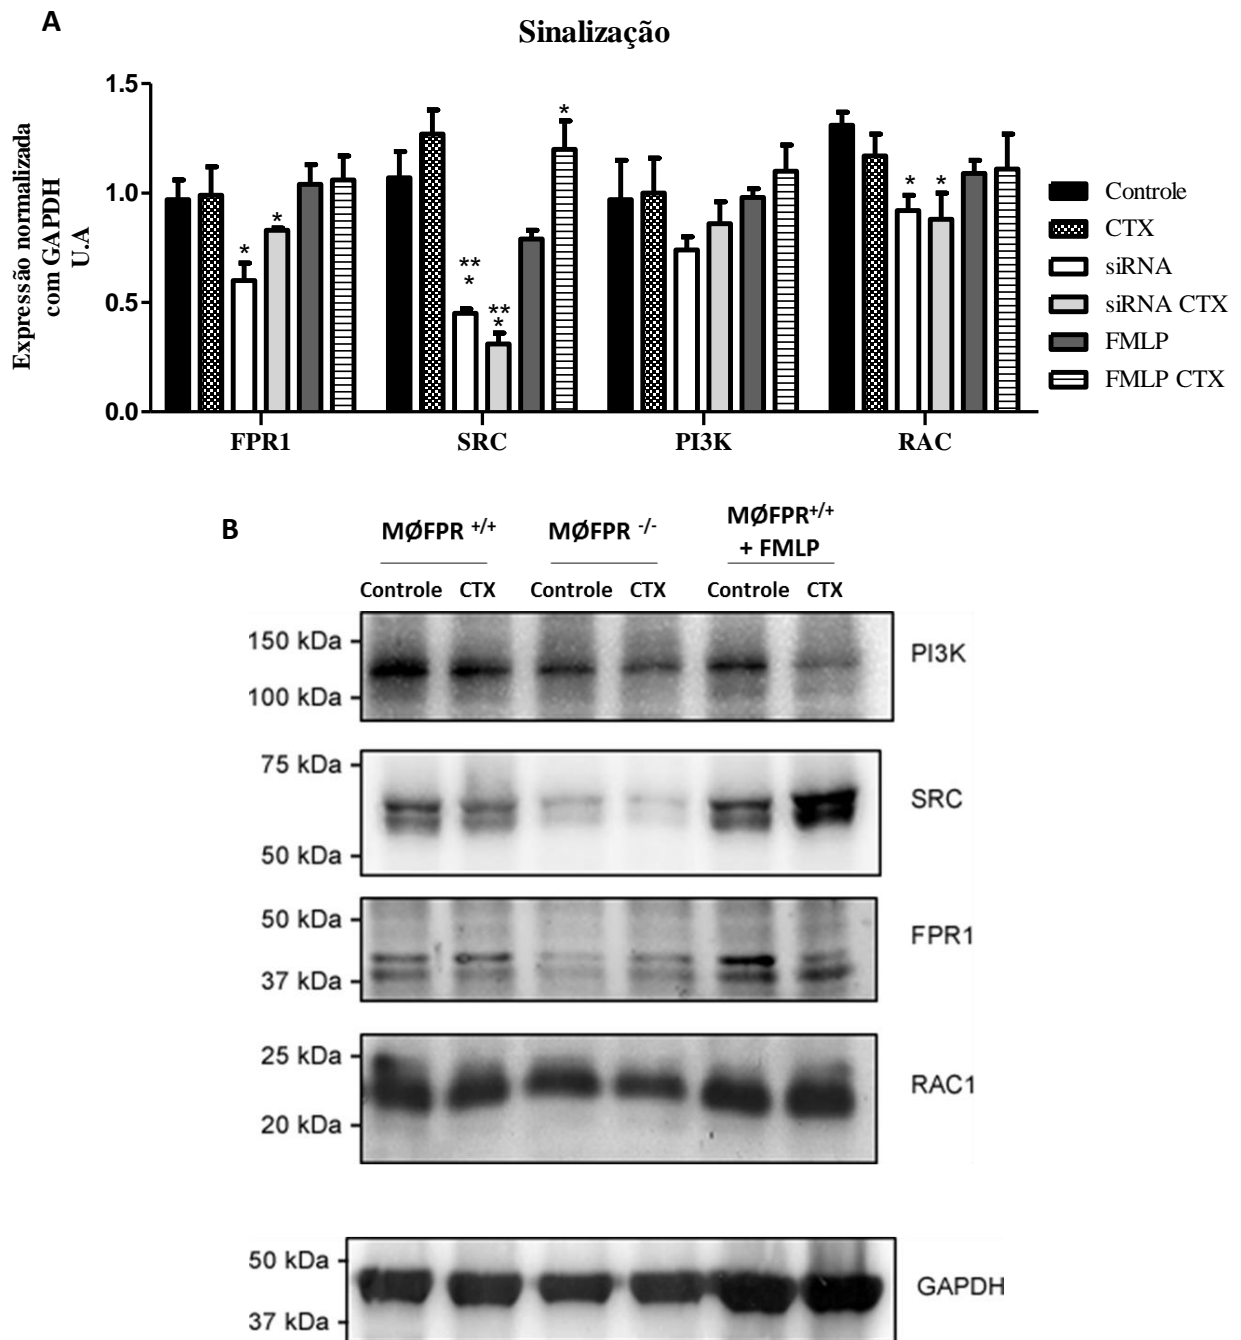 A
Sinalização
Expressão normalizada
com GAPDH
U.A
1.5
1.0
0.5
0.0
*
*
**
*
**
*
*
*
*
FPR1
SRC
PI3K
RAC
Controle
CTX
siRNA
siRNA CTX
FMLP
FMLP CTX
B
MØFPR +/+
MØFPR -/-
MØFPR+/+
+ FMLP
Controle CTX Controle CTX Controle CTX
150 kDa
100 kDa
PI3K
75 kDa
50 kDa
SRC
50 kDa
37 kDa
FPR1
25 kDa
20 kDa
RAC1
50 kDa
37 kDa
GAPDH